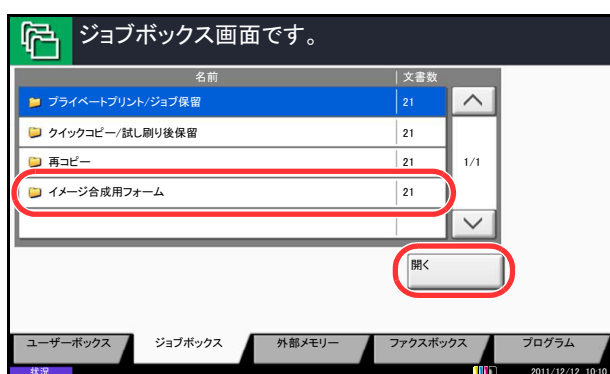 ジョブボックス画面です。
名前 文書数
プライベートプリント/ジョブ保留 21
クイックコピー/試し刷り後保留 21
再コピー 21 1/1
イメージ合成用フォーム 21
開く
ユーザーボックス ジョブボックス 外部メモリー ファクスボックス プログラム
状況 2011/12/12 10:10